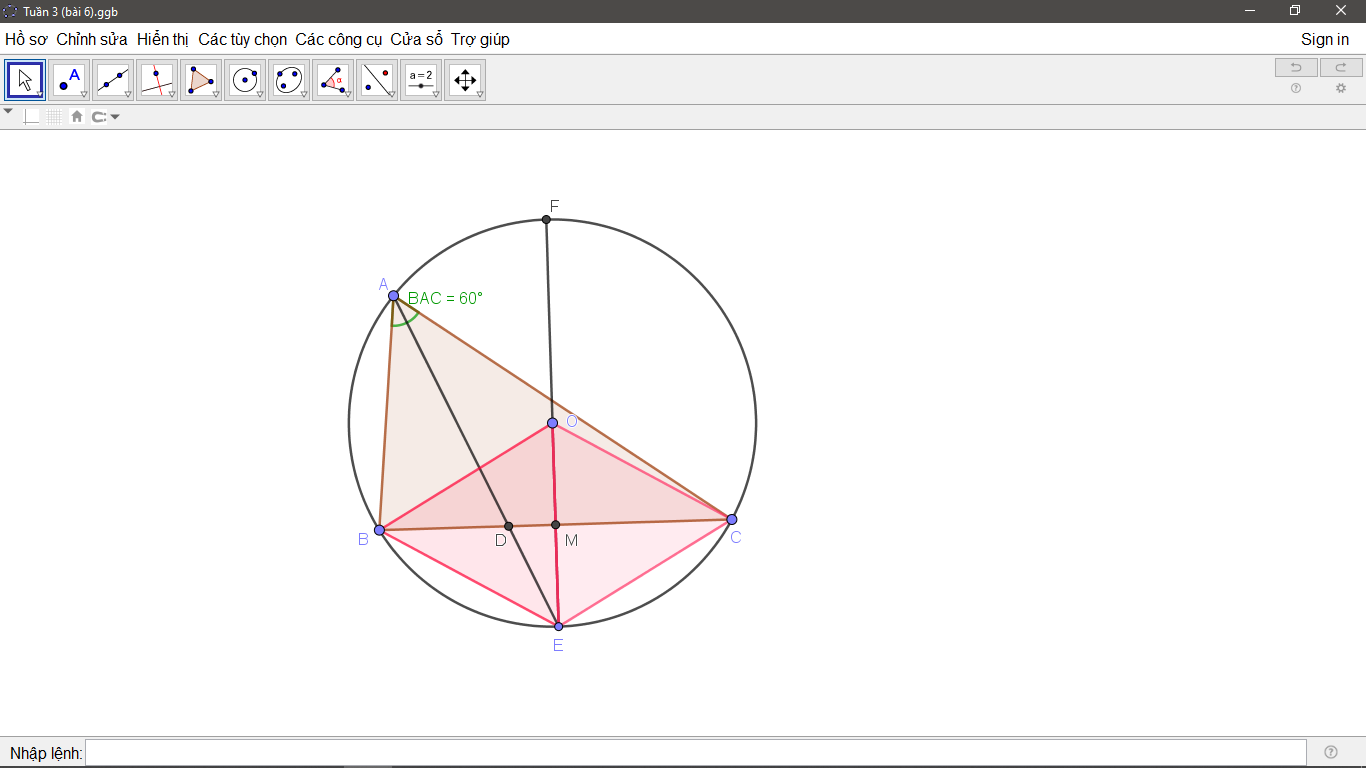 Tuần 3 (bài 6).ggb
Hồ sơ Chỉnh sửa Hiển thị Các tùy chọn Các công cụ Cửa sổ Trợ giúp Sign in
A
a=2
α
F
A
BAC = 60°
O
B
D
M
C
E
Nhập lệnh: